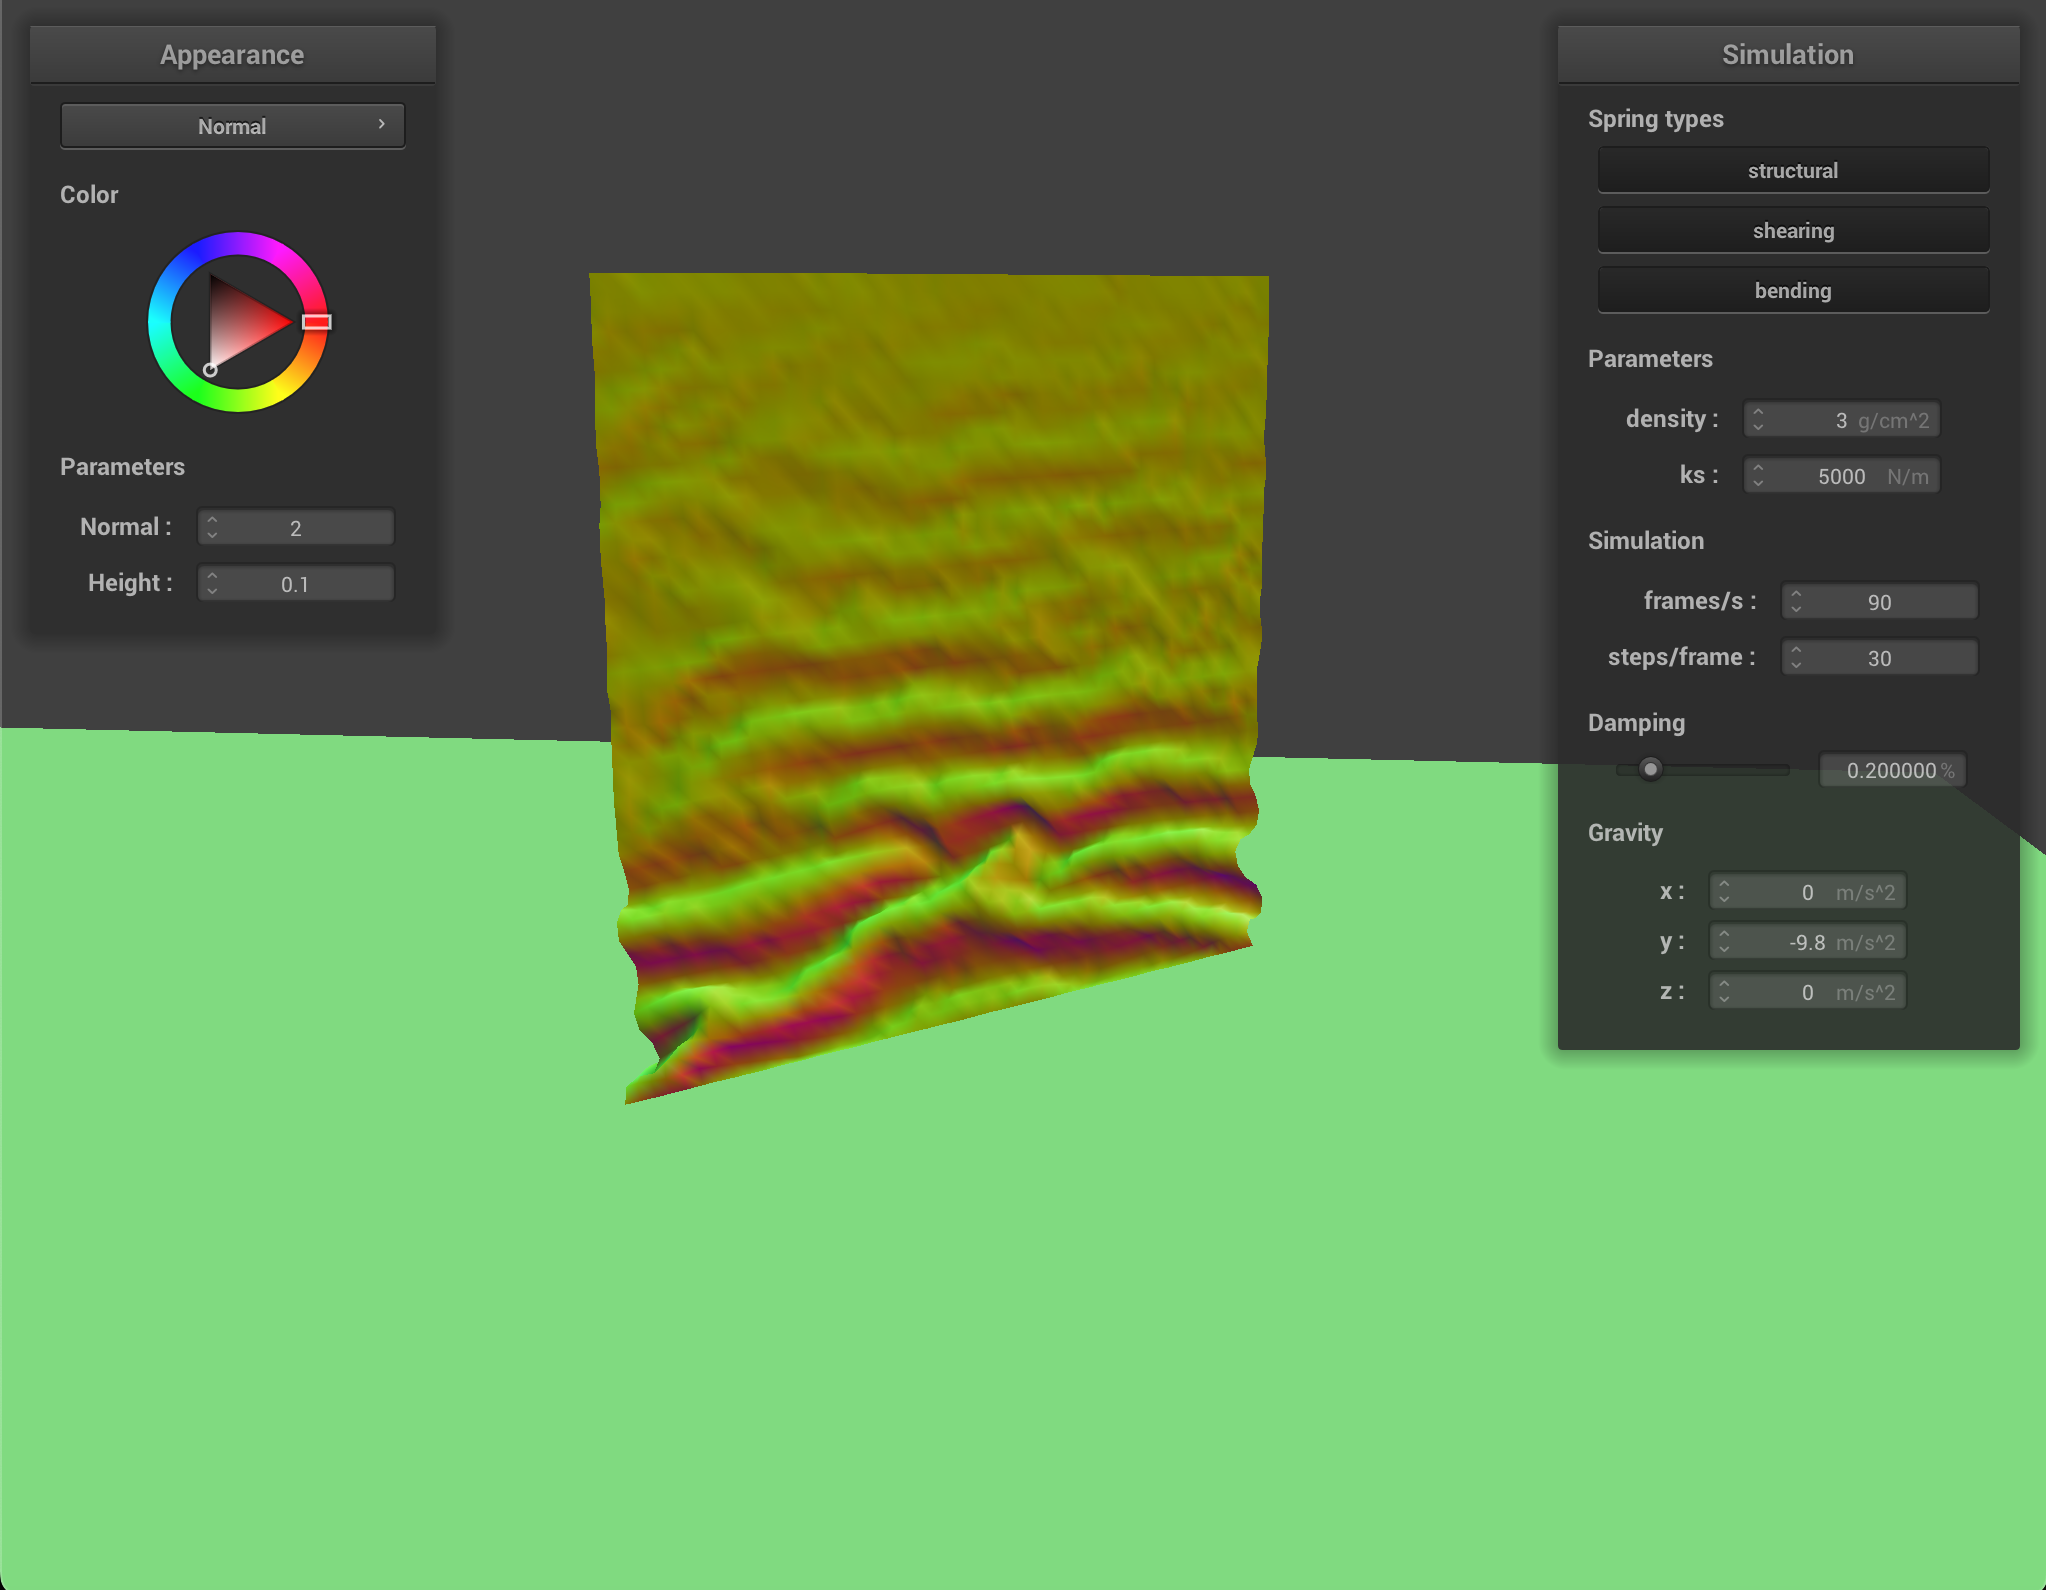 Appearance
Normal
Color
Parameters
Normal : 2
Height : 0.1
Simulation
Spring types
structural
shearing
bending
Parameters
density : 3 g/cm^2
ks : 5000 N/m
Simulation
frames/s : 90
steps/frame : 30
Damping
0.200000 %
Gravity
x : 0 m/s^2
y : -9.8 m/s^2
z : 0 m/s^2